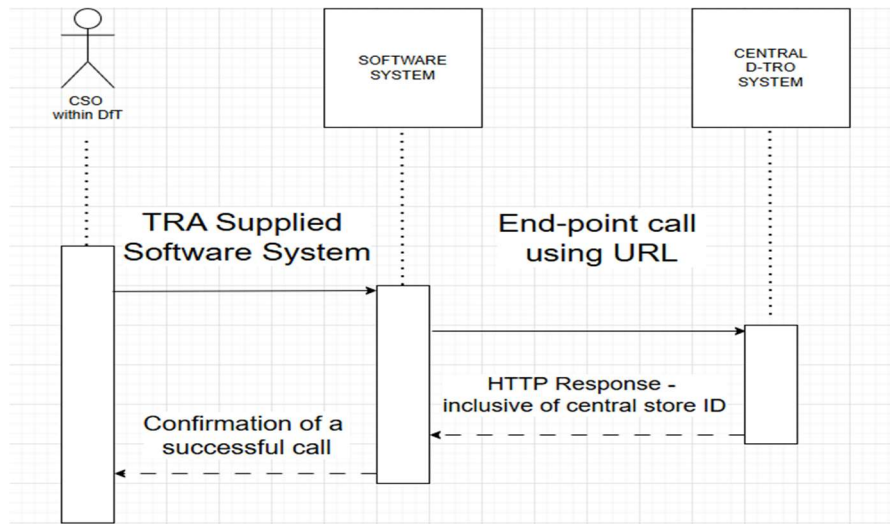 CSO
within DfT
SOFTWARE
SYSTEM
CENTRAL
D-TRO
SYSTEM
TRA Supplied
Software System
End-point call
using URL
HTTP Response -
inclusive of central store ID
Confirmation of a
successful call